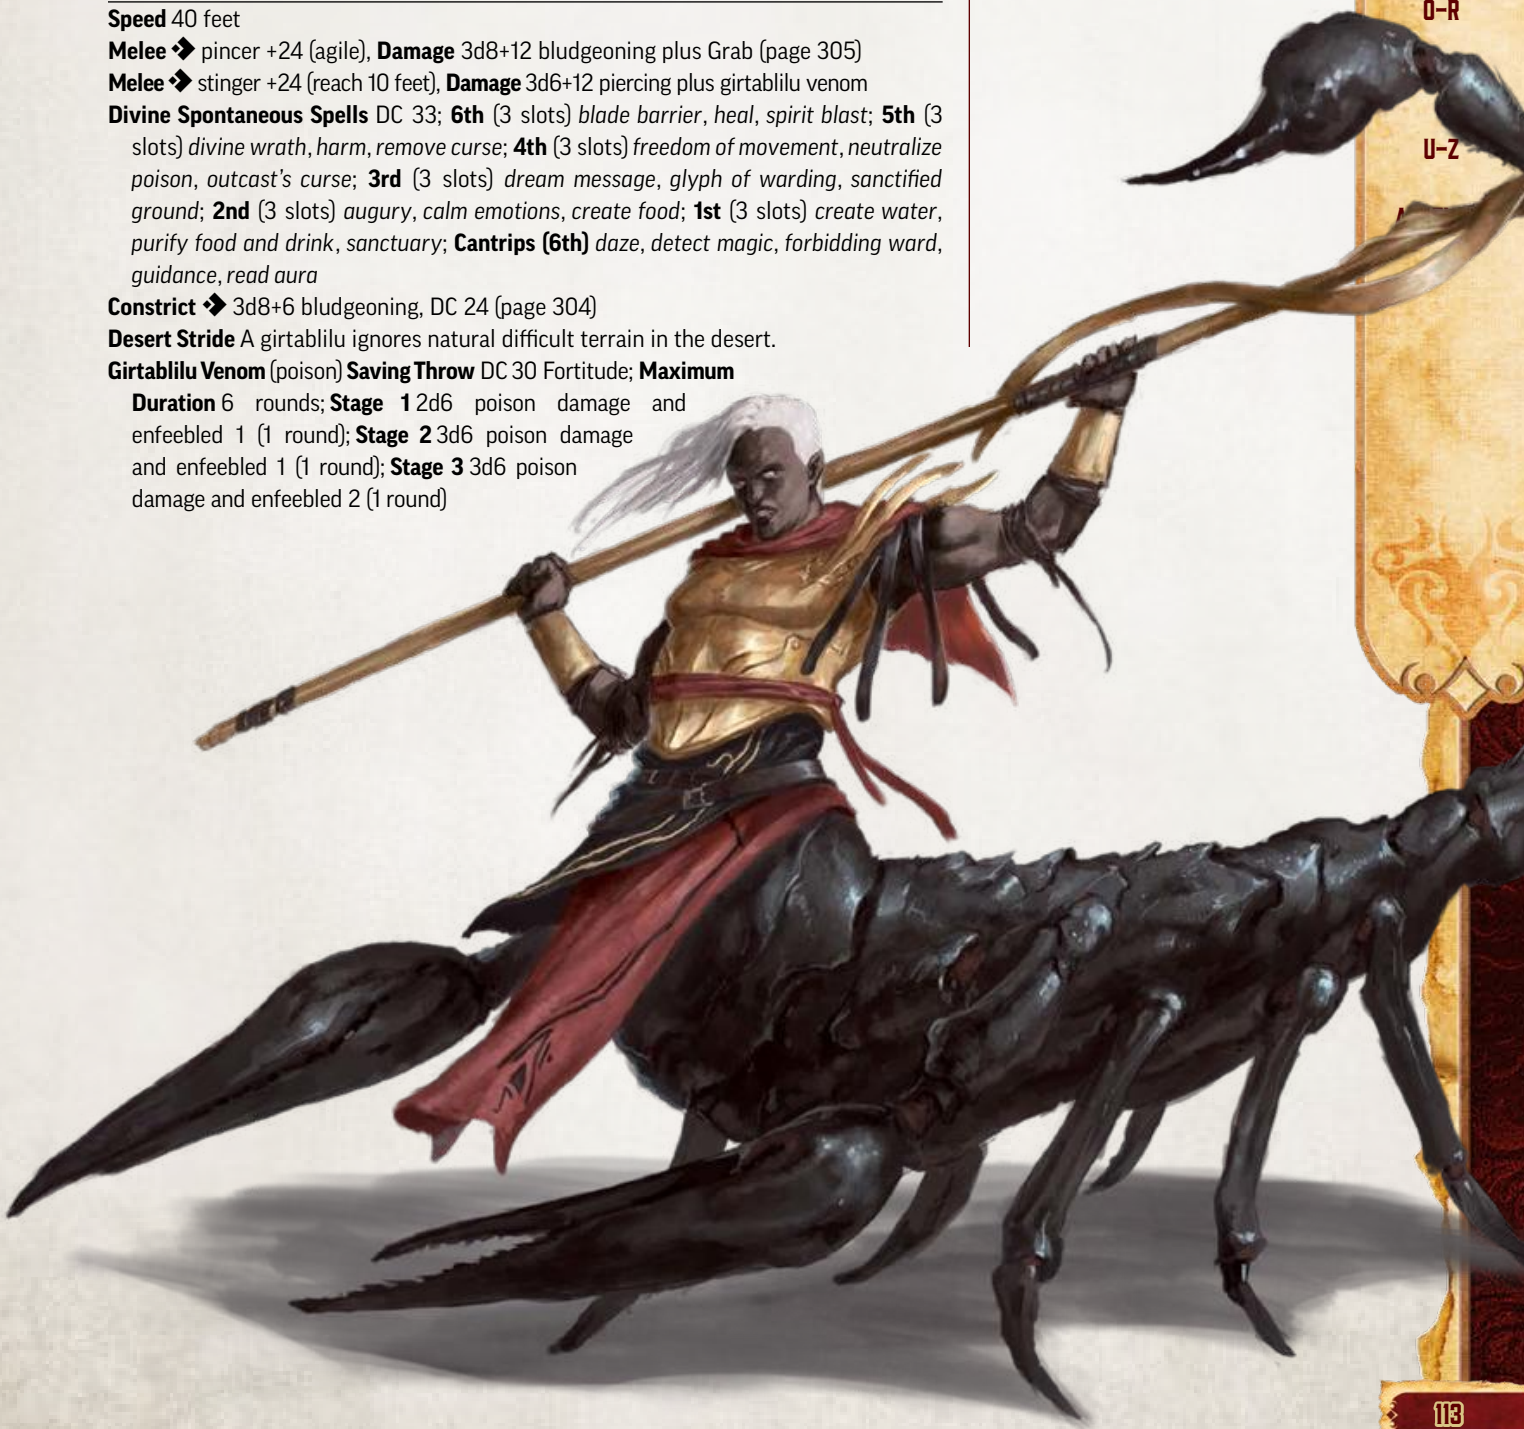 Speed 40 feet
Melee ◆ pincer +24 (agile), Damage 3d8+12 bludgeoning plus Grab (page 305)
Melee ◆ stinger +24 (reach 10 feet), Damage 3d6+12 piercing plus girtablilu venom
Divine Spontaneous Spells DC 33; 6th (3 slots) blade barrier, heal, spirit blast; 5th (3
slots) divine wrath, harm, remove curse; 4th (3 slots) freedom of movement, neutralize
poison, outcast's curse; 3rd (3 slots) dream message, glyph of warding, sanctified
ground; 2nd (3 slots) augury, calm emotions, create food; 1st (3 slots) create water,
purify food and drink, sanctuary; Cantrips (6th) daze, detect magic, forbidding ward,
guidance, read aura
Constrict ◆ 3d8+6 bludgeoning, DC 24 (page 304)
Desert Stride A girtablilu ignores natural difficult terrain in the desert.
Girtablilu Venom (poison) Saving Throw DC 30 Fortitude; Maximum
Duration 6 rounds; Stage 1 2d6 poison damage and
enfeebled 1 (1 round); Stage 2 3d6 poison damage
and enfeebled 1 (1 round); Stage 3 3d6 poison
damage and enfeebled 2 (1 round)
O–R
U–Z
113